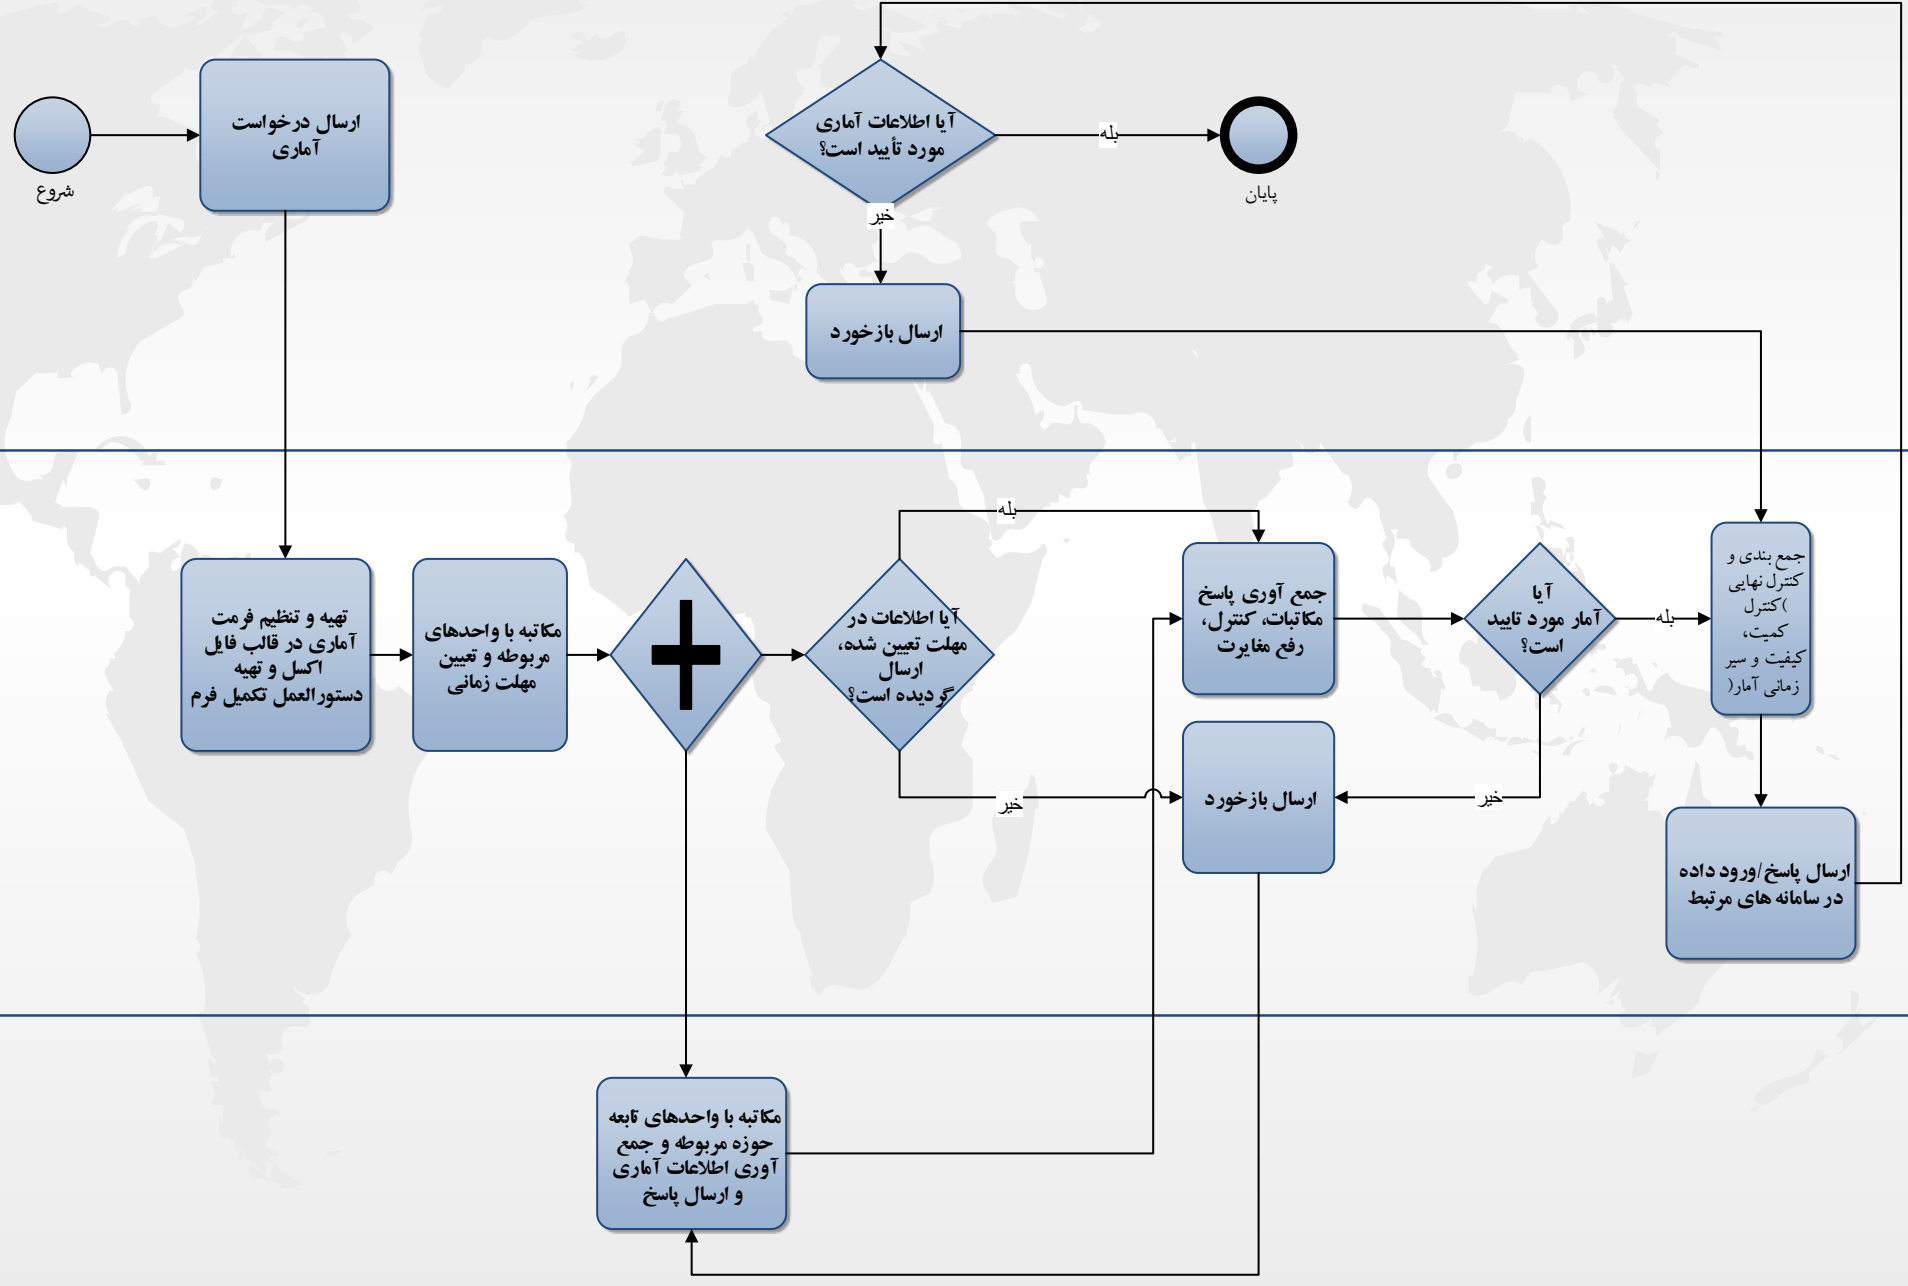 شروع
ارسال درخواست
آماری
آیا اطلاعات آماری
مورد تأیید است؟
بله
پایان
خیر
ارسال بازخورد
تهیه و تنظیم فرمت
آماری در قالب فایل
اکسل و تهیه
دستورالعمل تکمیل فرم
مکاتبه با واحدهای
مربوطه و تعیین
مهلت زمانی
آیا اطلاعات در
مهلت تعیین شده،
ارسال
گردیده است؟
بله
خیر
جمع آوری پاسخ
مکاتبات، کنترل،
رفع مغایرت
ارسال بازخورد
آیا
آمار مورد تایید
است؟
بله
خیر
جمع بندی و
کنترل نهایی
)کنترل
کمیت،
کیفیت و سیر
زمانی آمار(
ارسال پاسخ/ورود داده
در سامانه های مرتبط
مکاتبه با واحدهای تابعه
حوزه مربوطه و جمع
آوری اطلاعات آماری
و ارسال پاسخ